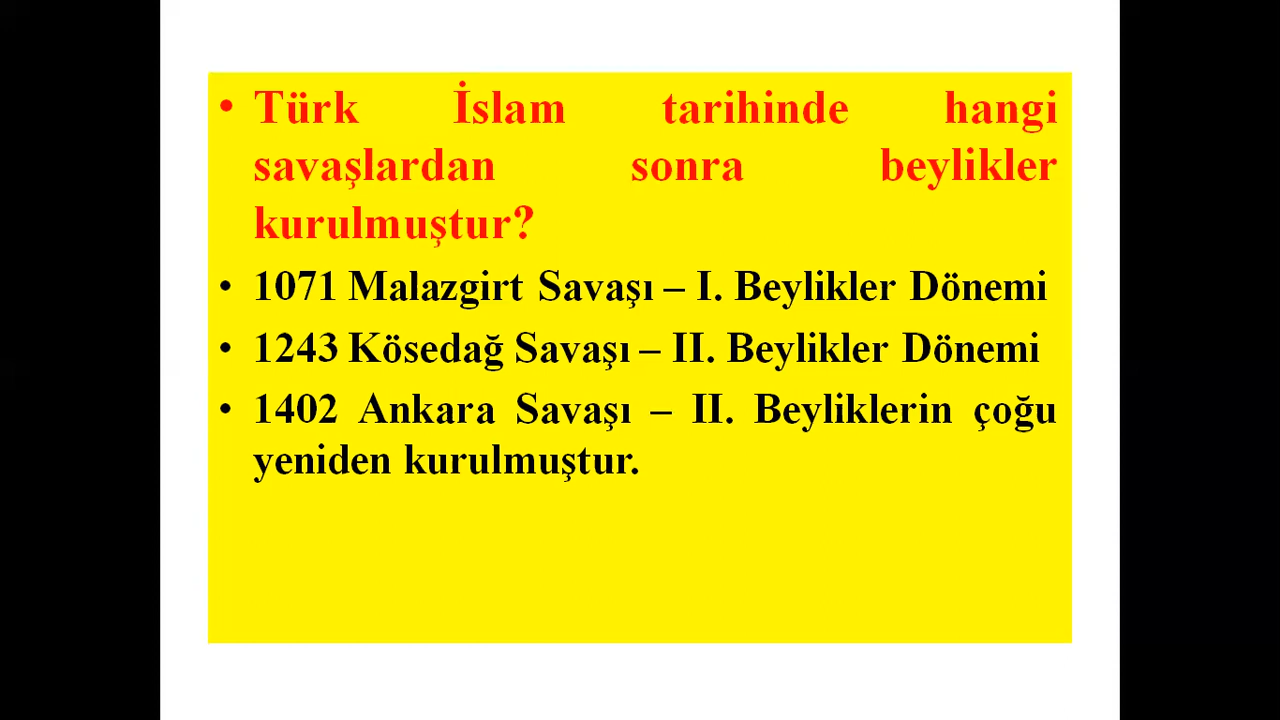 • Türk İslam tarihinde hangi
savaşlardan sonra beylikler
kurulmuştur?
• 1071 Malazgirt Savaşı – I. Beylikler Dönemi
• 1243 Kösedağ Savaşı – II. Beylikler Dönemi
• 1402 Ankara Savaşı – II. Beyliklerin çoğu
yeniden kurulmuştur.